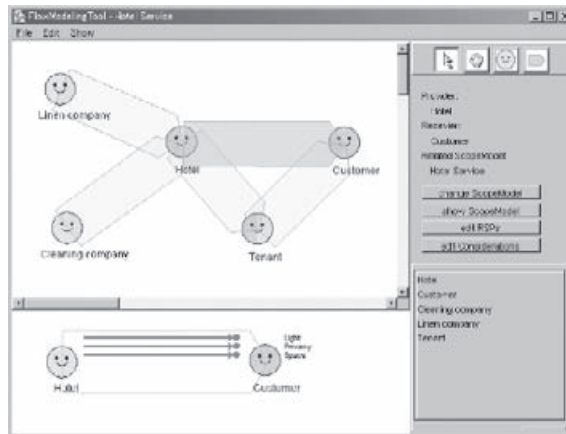 FlowModelingTool - Hotel Service
File Edit Show
Linen company
Hotel
Customer
Cleaning company
Tenant
Provider:
Hotel
Receiver:
Customer
Related ScopeModel
Hotel Service
change ScopeModel
show ScopeModel
edit RSPs
edit Considerations
Hotel
Customer
Cleaning company
Linen company
Tenant
Light
Privacy
Space
Hotel
Customer